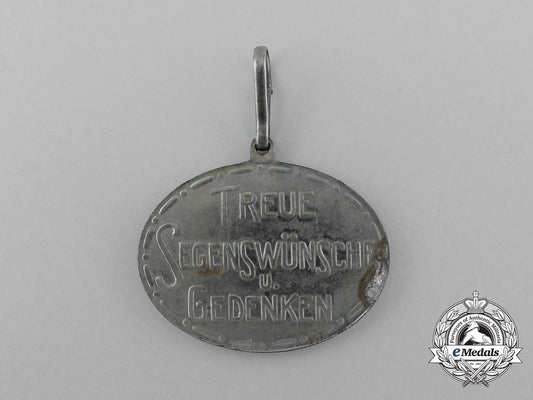 TREUE
SEGENSWÜNSCHE
U.
GEDENKEN
eMedals